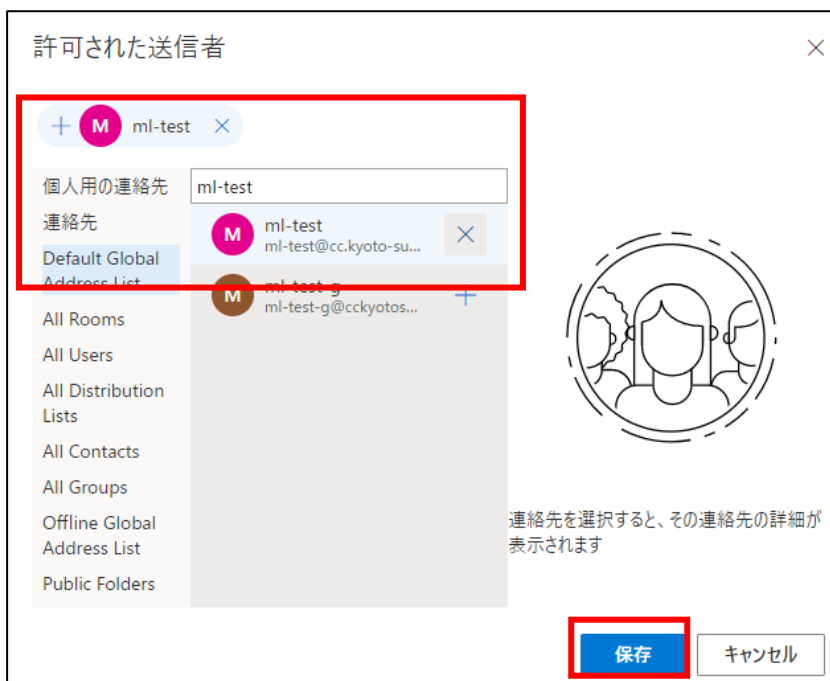 許可された送信者
M ml-test
個人用の連絡先
ml-test
連絡先
Default Global
Address List
All Rooms
All Users
All Distribution
Lists
All Contacts
All Groups
Offline Global
Address List
Public Folders
M ml-test
ml-test@cc.kyoto-su...
M ml-test-g
ml-test-g@cckyotos...
連絡先を選択すると、その連絡先の詳細が
表示されます
保存
キャンセル